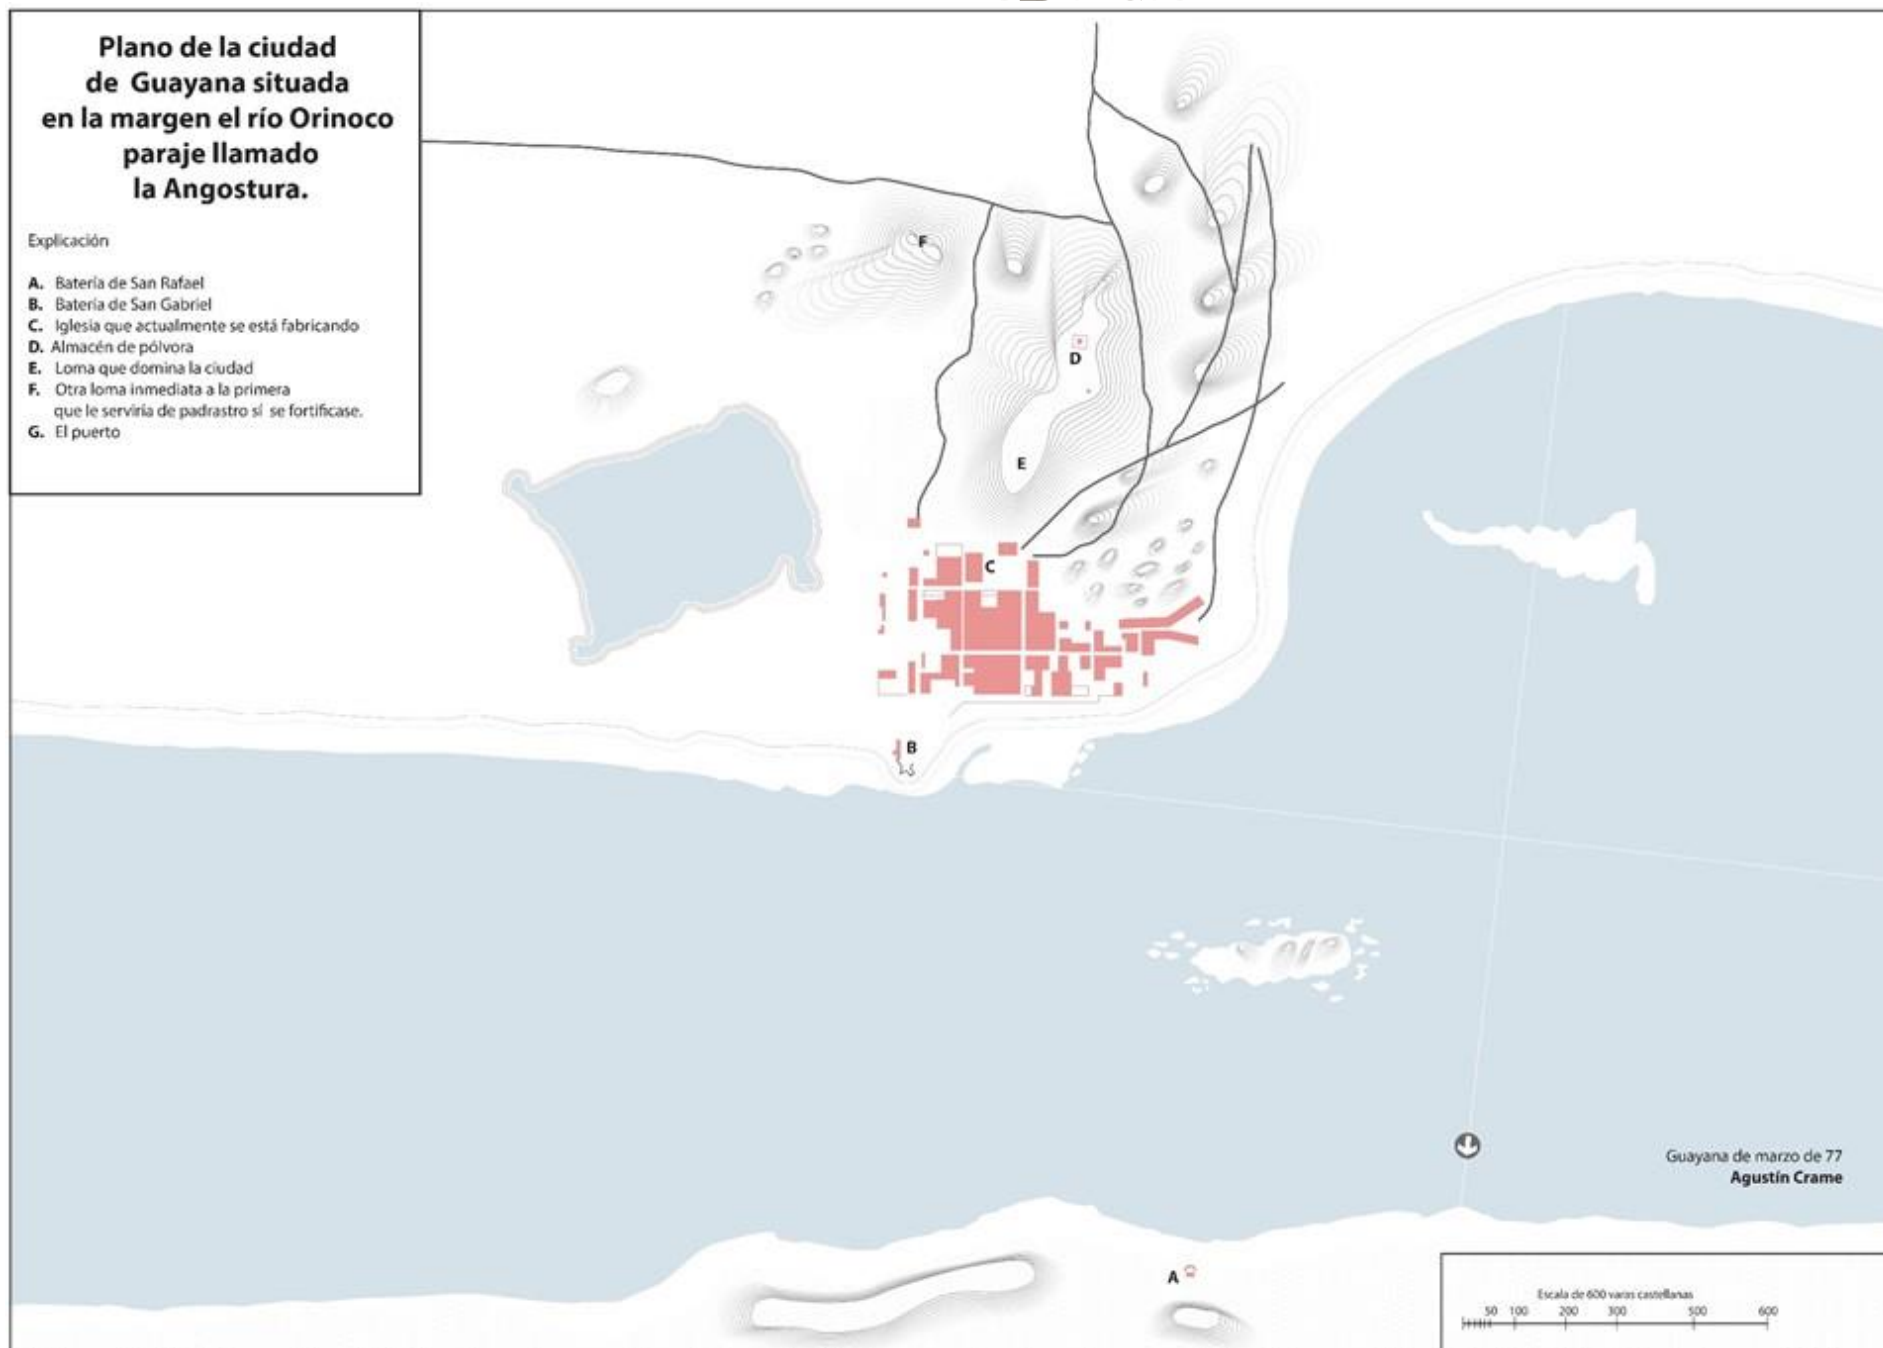 Plano de la ciudad
de Guayana situada
en la margen el río Orinoco
paraje llamado
la Angostura.
Explicación
A. Batería de San Rafael
B. Batería de San Gabriel
C. Iglesia que actualmente se está fabricando
D. Almacén de pólvora
E. Loma que domina la ciudad
F. Otra loma inmediata a la primera
que le serviría de padrastro sí se fortificase.
G. El puerto
F
D
E
C
B
A
Guayana de marzo de 77
Agustín Crame
Escala de 600 varas castellanas
50 100 200 300 500 600